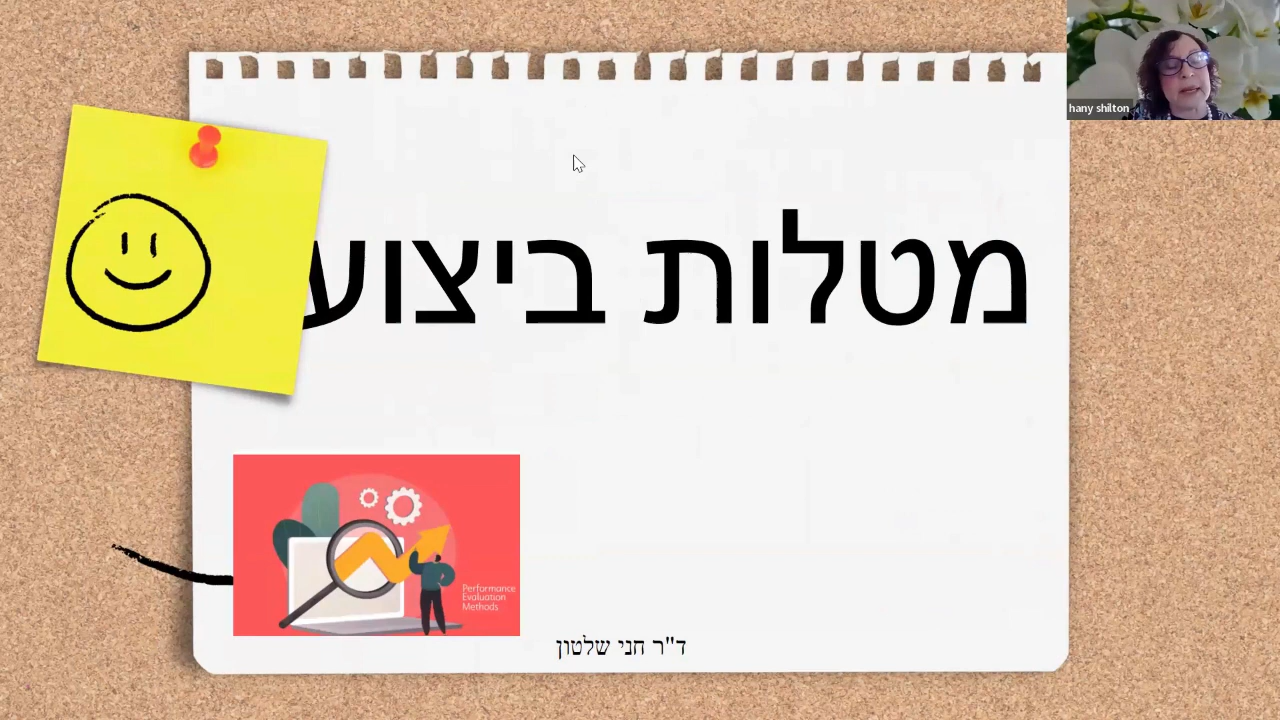 hany shilton
מטלות ביצוע
Performance
Evaluation
Methods
ד"ר חני שלטון